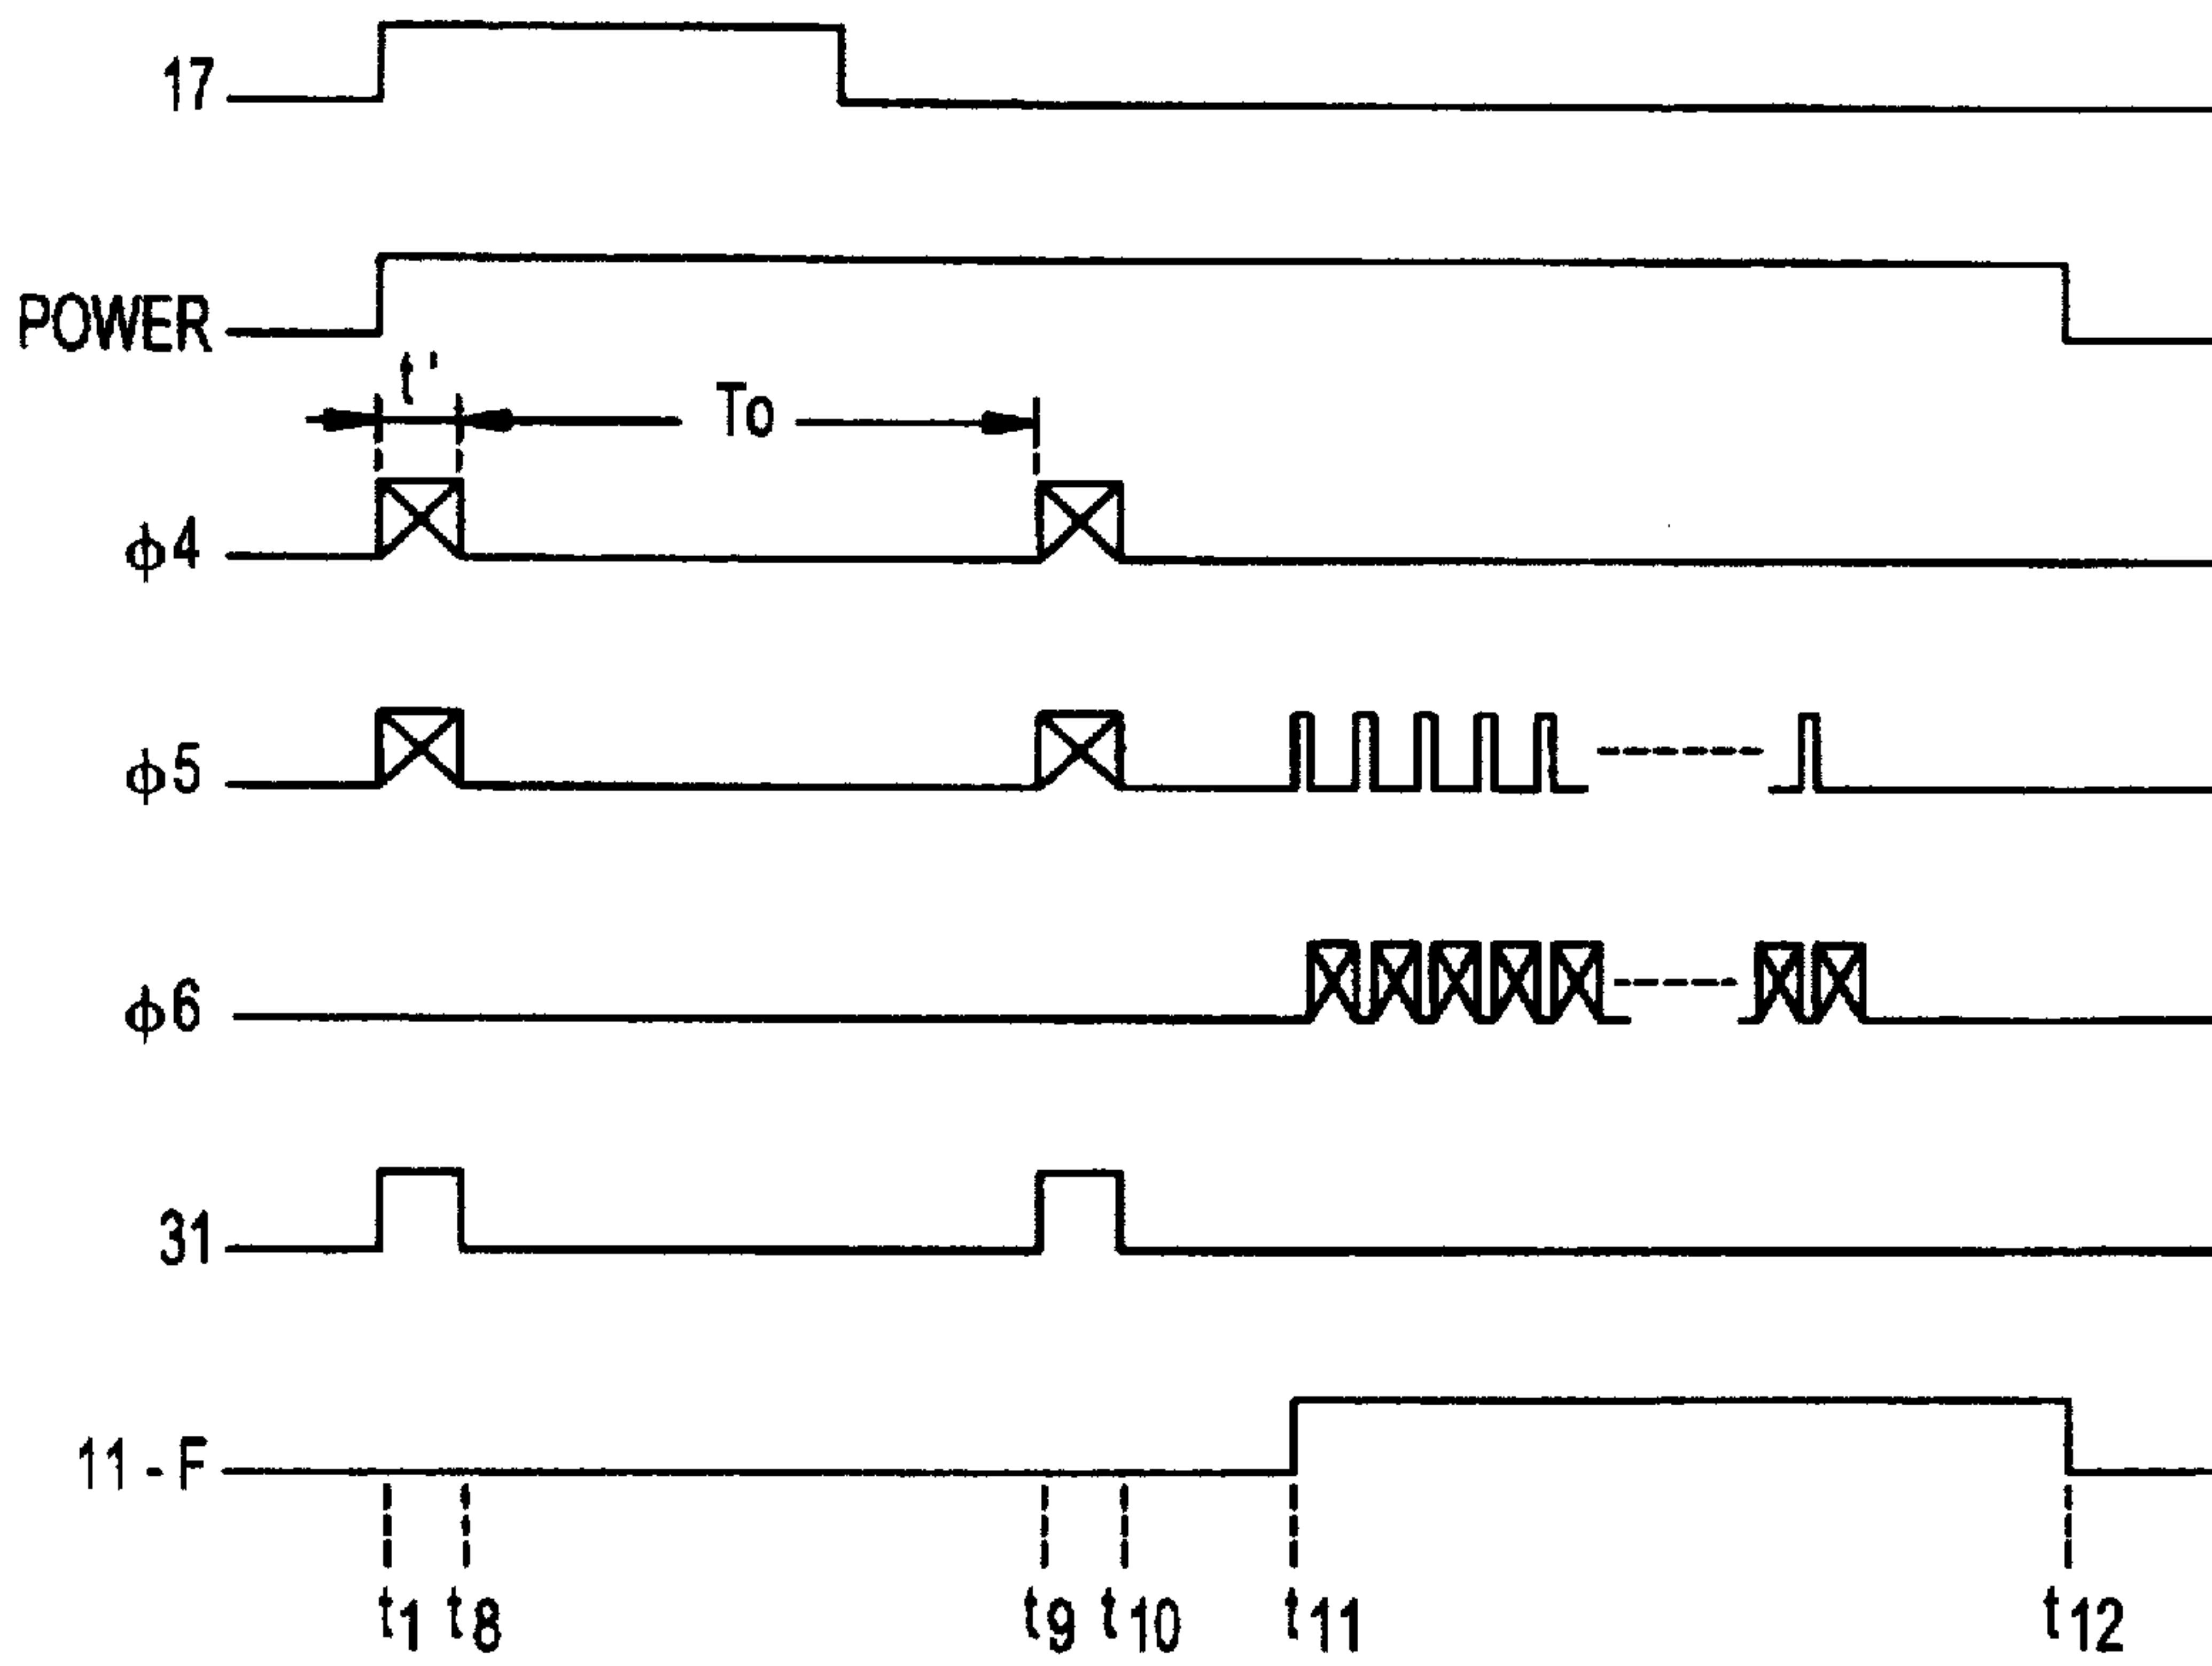 17
POWER
t'
To
ϕ4
ϕ5
ϕ6
31
11-F
t1 t8 t9 t10 t11 t12